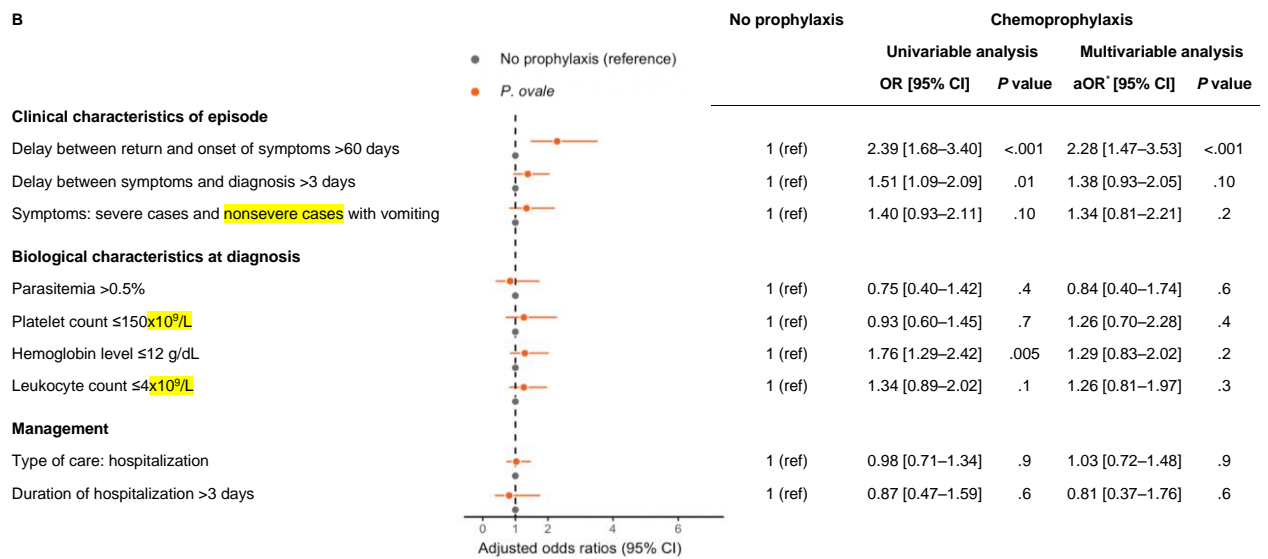 B No prophylaxis Chemoprophylaxis
Univariable analysis Multivariable analysis
No prophylaxis (reference)
OR [95% CI] P value aOR* [95% CI] P value
P. ovale
Clinical characteristics of episode
Delay between return and onset of symptoms >60 days 1 (ref) 2.39 [1.68–3.40] <.001 2.28 [1.47–3.53] <.001
Delay between symptoms and diagnosis >3 days 1 (ref) 1.51 [1.09–2.09] .01 1.38 [0.93–2.05] .10
Symptoms: severe cases and nonsevere cases with vomiting 1 (ref) 1.40 [0.93–2.11] .10 1.34 [0.81–2.21] .2
Biological characteristics at diagnosis
Parasitemia >0.5% 1 (ref) 0.75 [0.40–1.42] .4 0.84 [0.40–1.74] .6
Platelet count ≤150x10⁹/L 1 (ref) 0.93 [0.60–1.45] .7 1.26 [0.70–2.28] .4
Hemoglobin level ≤12 g/dL 1 (ref) 1.76 [1.29–2.42] .005 1.29 [0.83–2.02] .2
Leukocyte count ≤4x10⁹/L 1 (ref) 1.34 [0.89–2.02] .1 1.26 [0.81–1.97] .3
Management
Type of care: hospitalization 1 (ref) 0.98 [0.71–1.34] .9 1.03 [0.72–1.48] .9
Duration of hospitalization >3 days 1 (ref) 0.87 [0.47–1.59] .6 0.81 [0.37–1.76] .6
0 1 2 4 6
Adjusted odds ratios (95% CI)